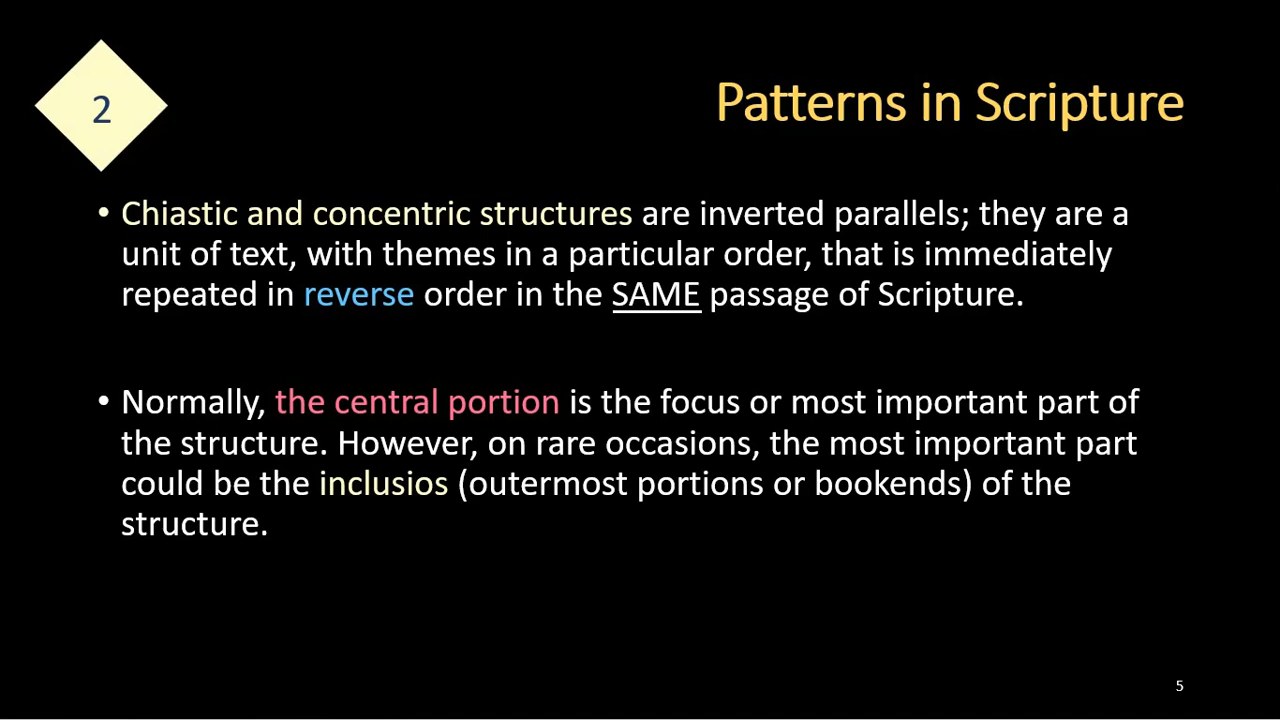 2
Patterns in Scripture
• Chiastic and concentric structures are inverted parallels; they are a
unit of text, with themes in a particular order, that is immediately
repeated in reverse order in the SAME passage of Scripture.
• Normally, the central portion is the focus or most important part of
the structure. However, on rare occasions, the most important part
could be the inclusios (outermost portions or bookends) of the
structure.
5